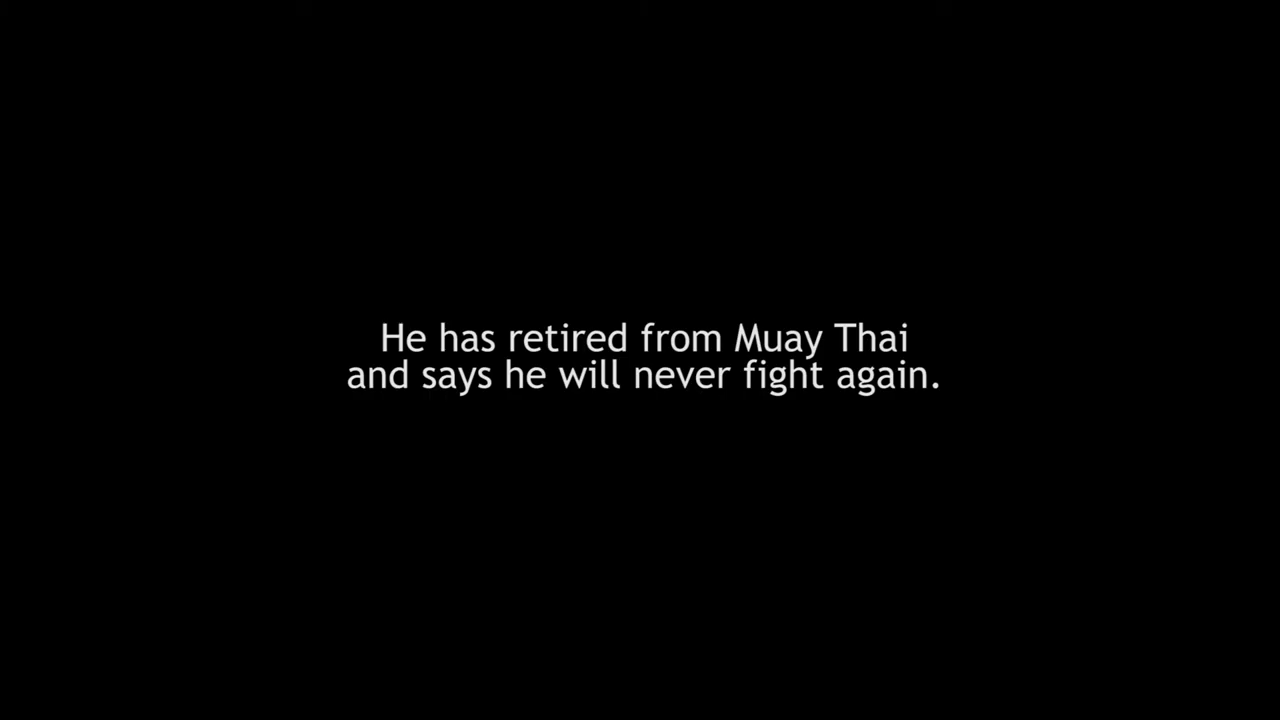 He has retired from Muay Thai
and says he will never fight again.